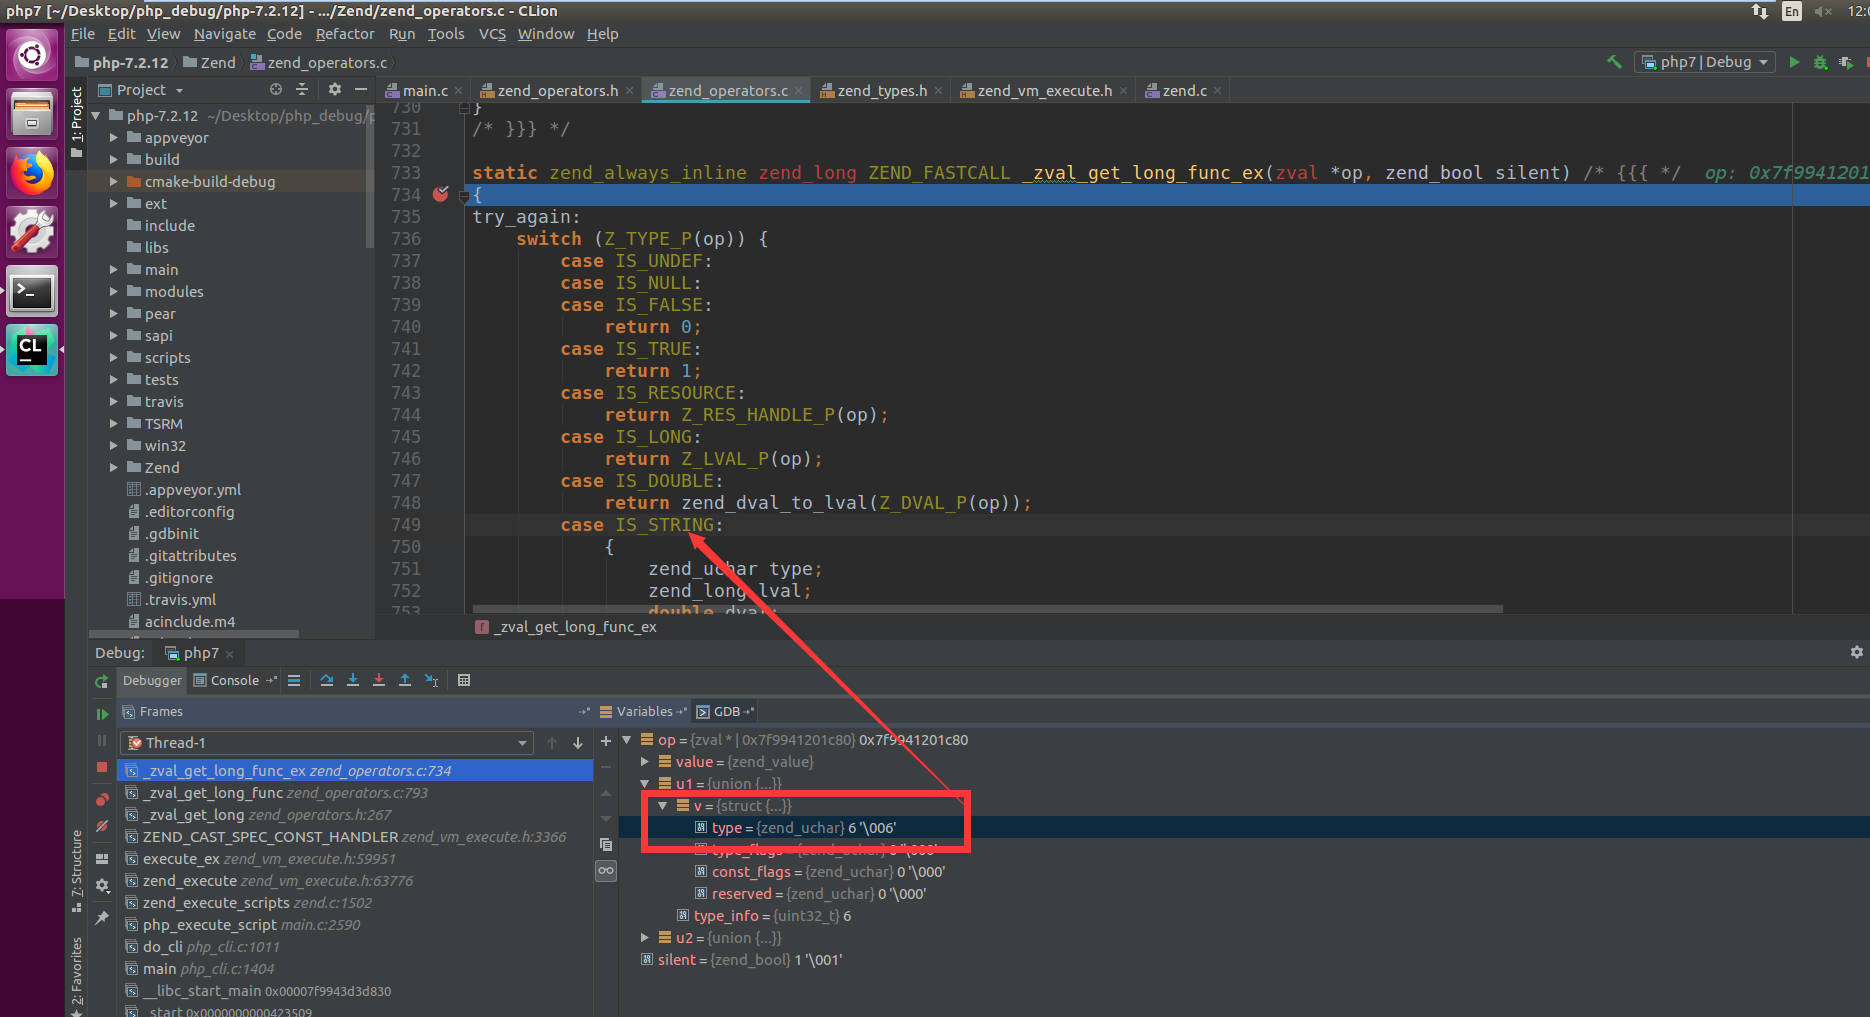 php7 [~/Desktop/php_debug/php-7.2.12] - .../Zend/zend_operators.c - CLion
En
12:
File Edit View Navigate Code Refactor Run Tools VCS Window Help
php-7.2.12 Zend zend_operators.c
php7 | Debug
Project
main.c zend_operators.h zend_operators.c zend_types.h zend_vm_execute.h zend.c
1: Project
php-7.2.12 ~/Desktop/php_debug/p
appveyor
build
cmake-build-debug
ext
include
libs
main
modules
pear
sapi
scripts
tests
travis
TSRM
win32
Zend
.appveyor.yml
.editorconfig
.gdbinit
.gitattributes
.gitignore
.travis.yml
acinclude.m4
CL
730 }
731 /* }}} */
732
733 static zend_always_inline zend_long ZEND_FASTCALL _zval_get_long_func_ex(zval *op, zend_bool silent) /* {{{ */ op: 0x7f9941201
734 {
735 try_again:
736 switch (Z_TYPE_P(op)) {
737 case IS_UNDEF:
738 case IS_NULL:
739 case IS_FALSE:
740 return 0;
741 case IS_TRUE:
742 return 1;
743 case IS_RESOURCE:
744 return Z_RES_HANDLE_P(op);
745 case IS_LONG:
746 return Z_LVAL_P(op);
747 case IS_DOUBLE:
748 return zend_dval_to_lval(Z_DVAL_P(op));
749 case IS_STRING:
750 {
751 zend_uchar type;
752 zend_long lval;
753 double dval;
f _zval_get_long_func_ex
Debug: php7
Debugger Console
Frames
Variables GDB
Thread-1
_zval_get_long_func_ex zend_operators.c:734
_zval_get_long_func zend_operators.c:793
_zval_get_long zend_operators.h:267
ZEND_CAST_SPEC_CONST_HANDLER zend_vm_execute.h:3366
execute_ex zend_vm_execute.h:59951
zend_execute zend_vm_execute.h:63776
zend_execute_scripts zend.c:1502
php_execute_script main.c:2590
do_cli php_cli.c:1011
main php_cli.c:1404
__libc_start_main 0x00007f9943d3d830
_start 0x0000000000423509
op = {zval * | 0x7f9941201c80} 0x7f9941201c80
value = {zend_value}
u1 = {union {...}}
v = {struct {...}}
type = {zend_uchar} 6 '\006'
type_flags = {zend_uchar} 0 '\000'
const_flags = {zend_uchar} 0 '\000'
reserved = {zend_uchar} 0 '\000'
type_info = {uint32_t} 6
u2 = {union {...}}
silent = {zend_bool} 1 '\001'
7: Structure
2: Favorites